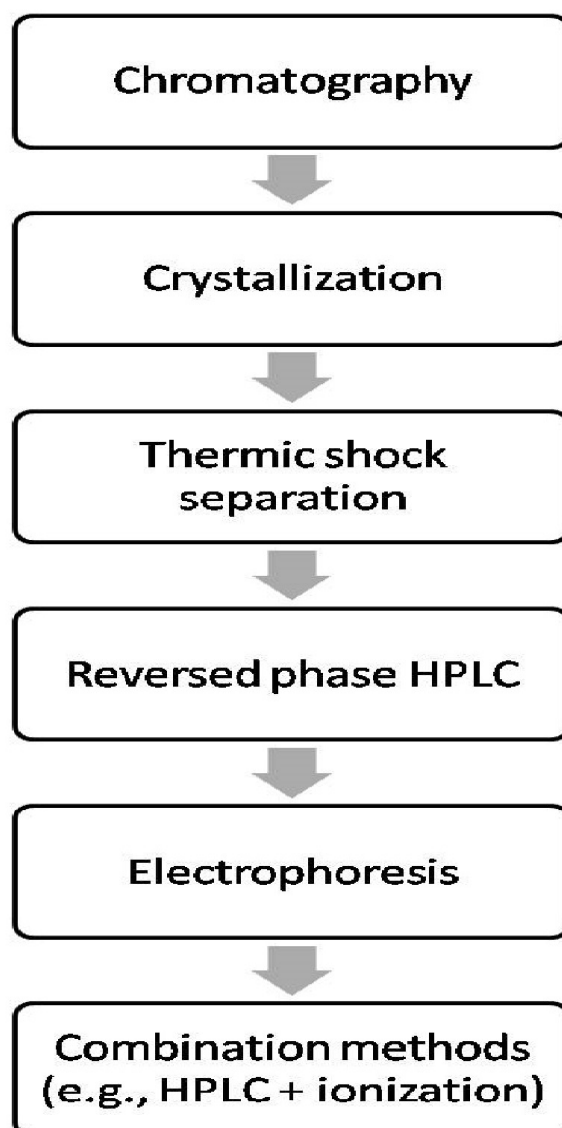 Chromatography
Crystallization
Thermic shock
separation
Reversed phase HPLC
Electrophoresis
Combination methods
(e.g., HPLC + ionization)